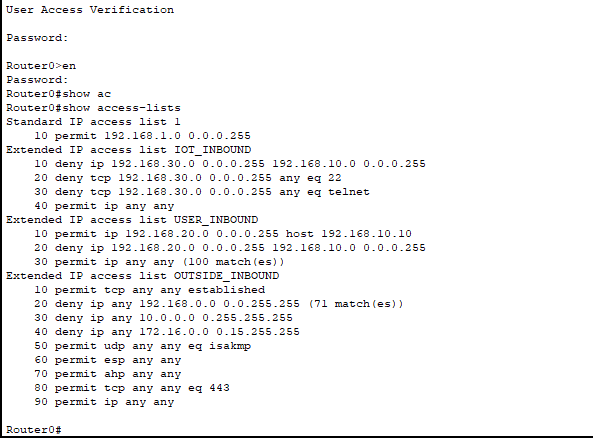 User Access Verification
Password:
Router0>en
Password:
Router0#show ac
Router0#show access-lists
Standard IP access list 1
10 permit 192.168.1.0 0.0.0.255
Extended IP access list IOT_INBOUND
10 deny ip 192.168.30.0 0.0.0.255 192.168.10.0 0.0.0.255
20 deny tcp 192.168.30.0 0.0.0.255 any eq 22
30 deny tcp 192.168.30.0 0.0.0.255 any eq telnet
40 permit ip any any
Extended IP access list USER_INBOUND
10 permit ip 192.168.20.0 0.0.0.255 host 192.168.10.10
20 deny ip 192.168.20.0 0.0.0.255 192.168.10.0 0.0.0.255
30 permit ip any any (100 match(es))
Extended IP access list OUTSIDE_INBOUND
10 permit tcp any any established
20 deny ip any 192.168.0.0 0.0.255.255 (71 match(es))
30 deny ip any 10.0.0.0 0.255.255.255
40 deny ip any 172.16.0.0 0.15.255.255
50 permit udp any any eq isakmp
60 permit esp any any
70 permit ahp any any
80 permit tcp any any eq 443
90 permit ip any any
Router0#